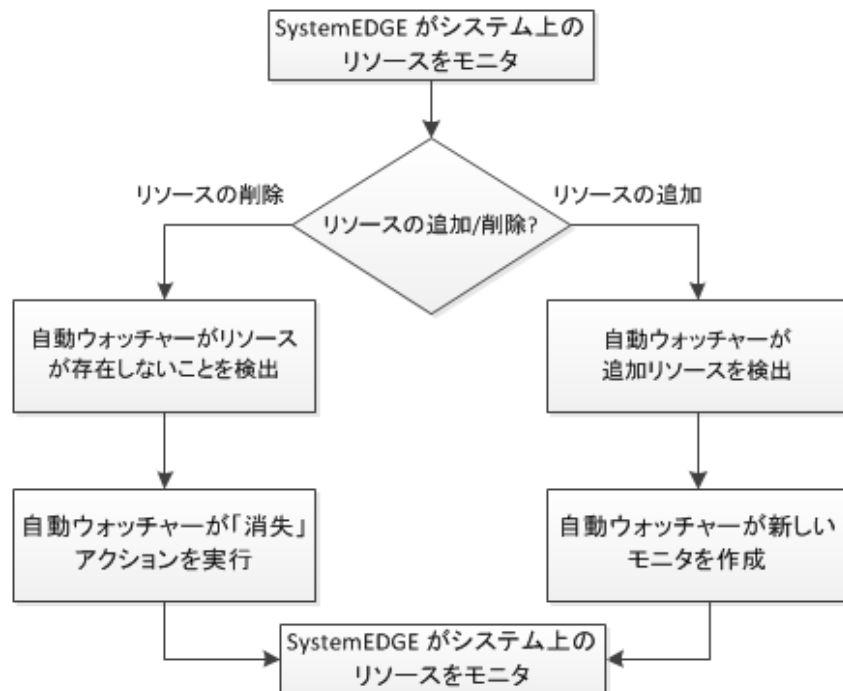 SystemEDGE がシステム上の
リソースをモニタ
リソースの削除
リソースの追加
リソースの追加/削除?
自動ウォッチャーがリソース
が存在しないことを検出
自動ウォッチャーが
追加リソースを検出
自動ウォッチャーが「消失」
アクションを実行
自動ウォッチャーが新しい
モニタを作成
SystemEDGE がシステム上の
リソースをモニタ